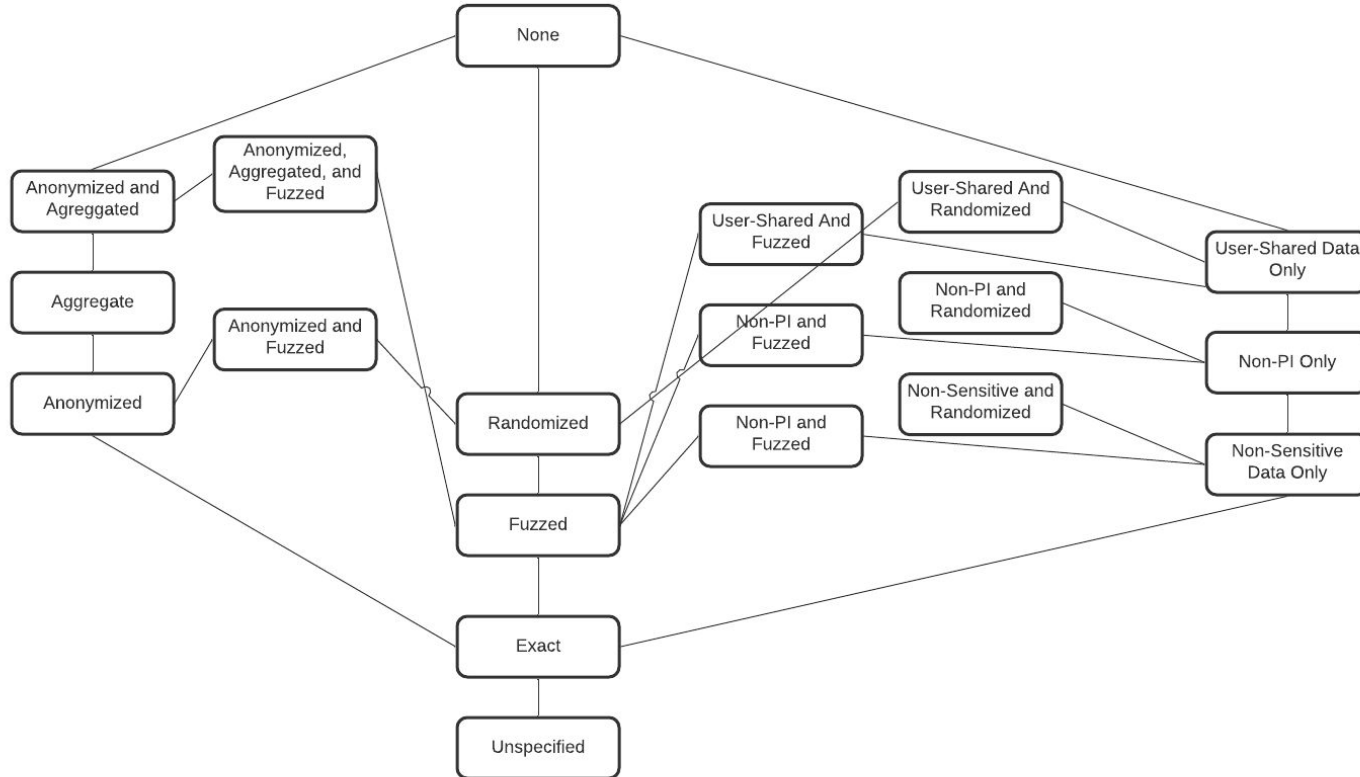 None
Anonymized and
Agreggated
Anonymized,
Aggregated, and
Fuzzed
User-Shared And
Randomized
User-Shared And
Fuzzed
User-Shared Data
Only
Aggregate
Non-PI and
Randomized
Anonymized and
Fuzzed
Non-PI and
Fuzzed
Non-PI Only
Anonymized
Non-Sensitive and
Randomized
Randomized
Non-PI and
Fuzzed
Non-Sensitive
Data Only
Fuzzed
Exact
Unspecified